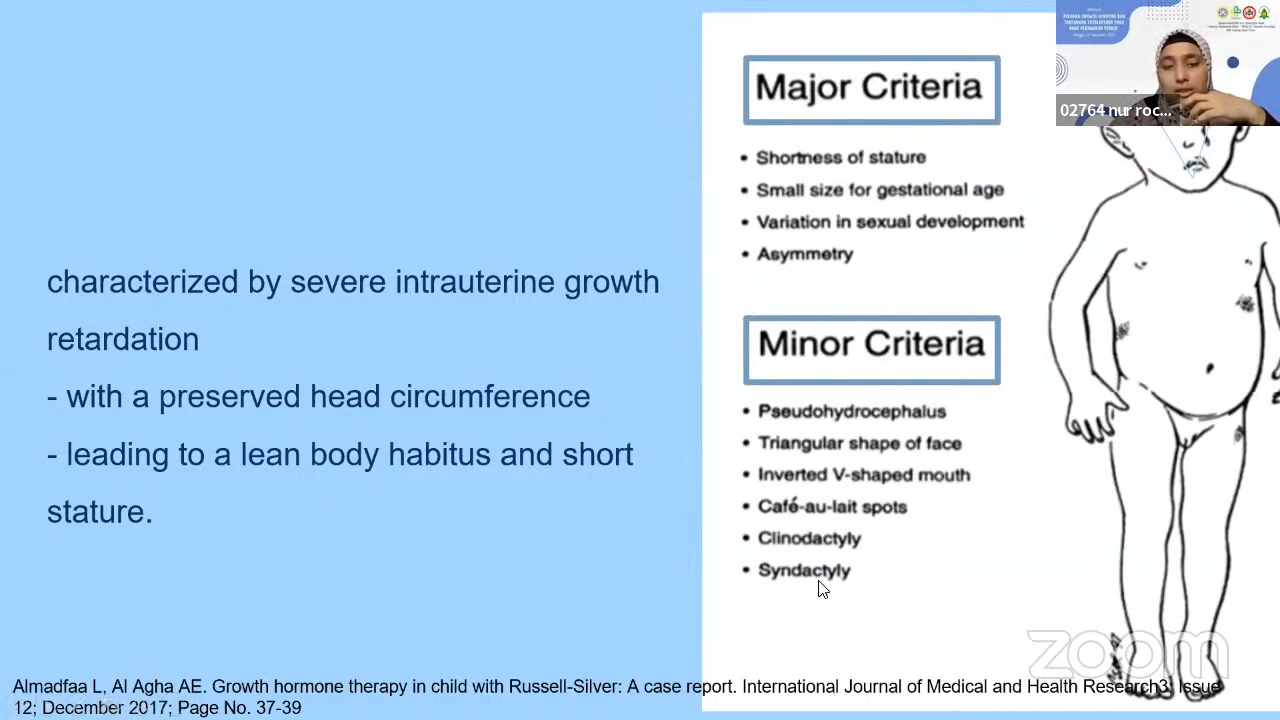 characterized by severe intrauterine growth
retardation
- with a preserved head circumference
- leading to a lean body habitus and short
stature.
Major Criteria
• Shortness of stature
• Small size for gestational age
• Variation in sexual development
• Asymmetry
Minor Criteria
• Pseudohydrocephalus
• Triangular shape of face
• Inverted V-shaped mouth
• Café-au-lait spots
• Clinodactyly
• Syndactyly
02764 nur roc...
zoom
Almadfaa L, Al Agha AE. Growth hormone therapy in child with Russell-Silver: A case report. International Journal of Medical and Health Research3; Issue
12; December 2017; Page No. 37-39